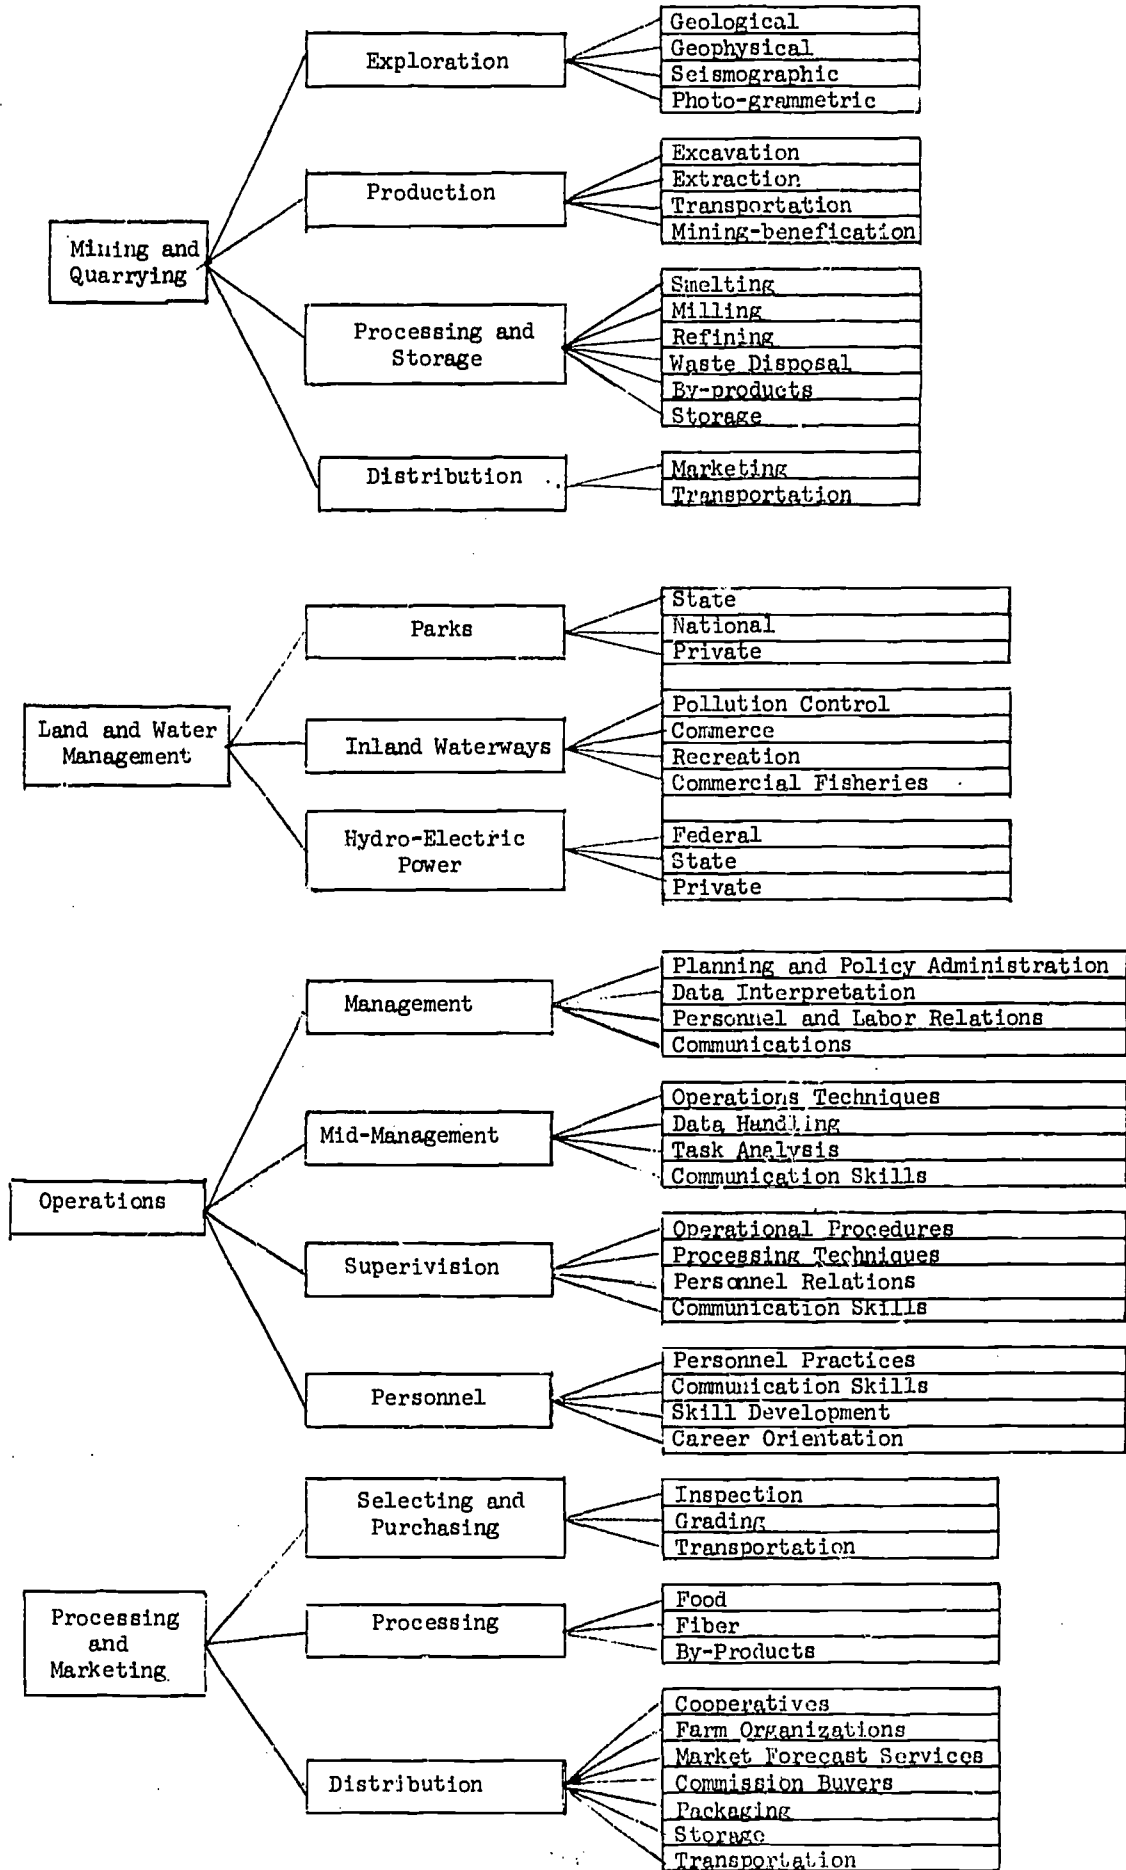 Mining and
Quarrying
Exploration
Geological
Geophysical
Seismographic
Photo-grammetric
Production
Excavation
Extraction
Transportation
Mining-benefication
Processing and
Storage
Smelting
Milling
Refining
Waste Disposal
By-products
Storage
Distribution
Marketing
Transportation
Land and Water
Management
Parks
State
National
Private
Inland Waterways
Pollution Control
Commerce
Recreation
Commercial Fisheries
Hydro-Electric
Power
Federal
State
Private
Operations
Management
Planning and Policy Administration
Data Interpretation
Personnel and Labor Relations
Communications
Mid-Management
Operations Techniques
Data Handling
Task Analysis
Communication Skills
Superivision
Operational Procedures
Processing Techniques
Personnel Relations
Communication Skills
Personnel
Personnel Practices
Communication Skills
Skill Development
Career Orientation
Processing
and
Marketing
Selecting and
Purchasing
Inspection
Grading
Transportation
Processing
Food
Fiber
By-Products
Distribution
Cooperatives
Farm Organizations
Market Forecast Services
Commission Buyers
Packaging
Storage
Transportation